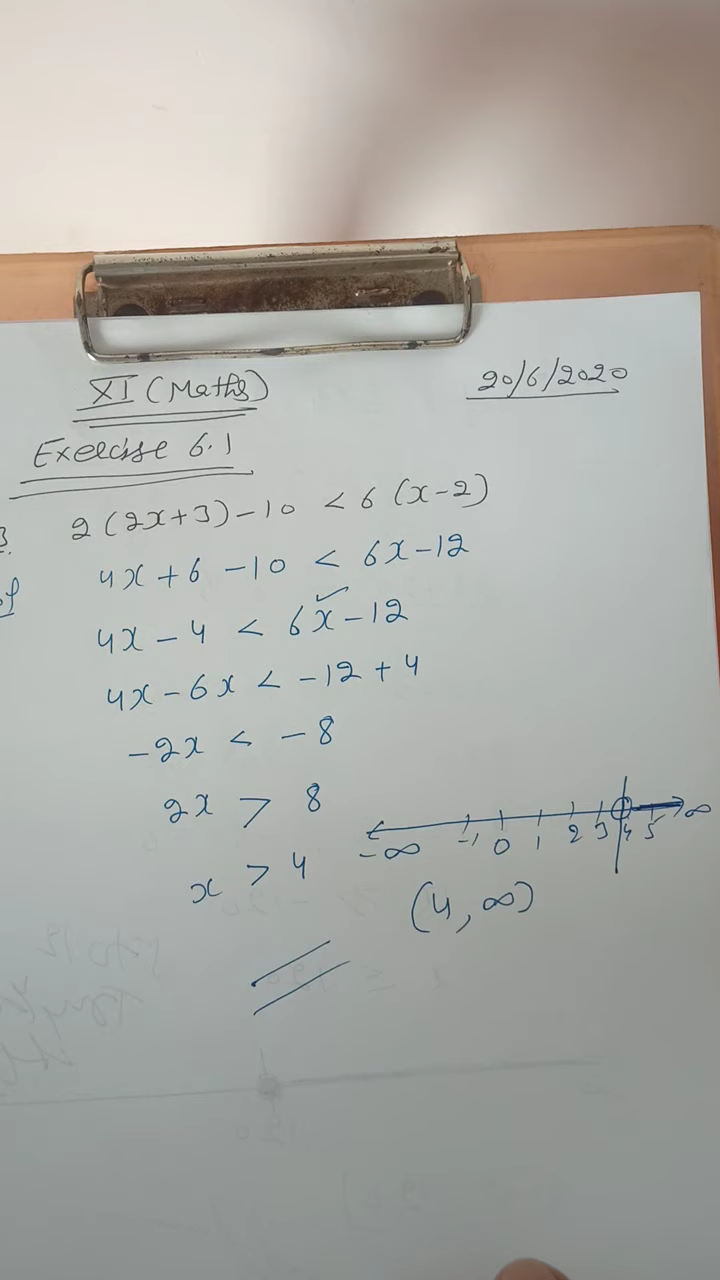 XI (Maths)
20/6/2020
Exercise 6.1
2(2x+3)-10 < 6(x-2)
4x+6-10 < 6x-12
4x-4 < 6x-12
4x-6x < -12+4
-2x < -8
2x > 8
x > 4
-∞ -1 0 1 2 3 4 5 ∞
(4, ∞)